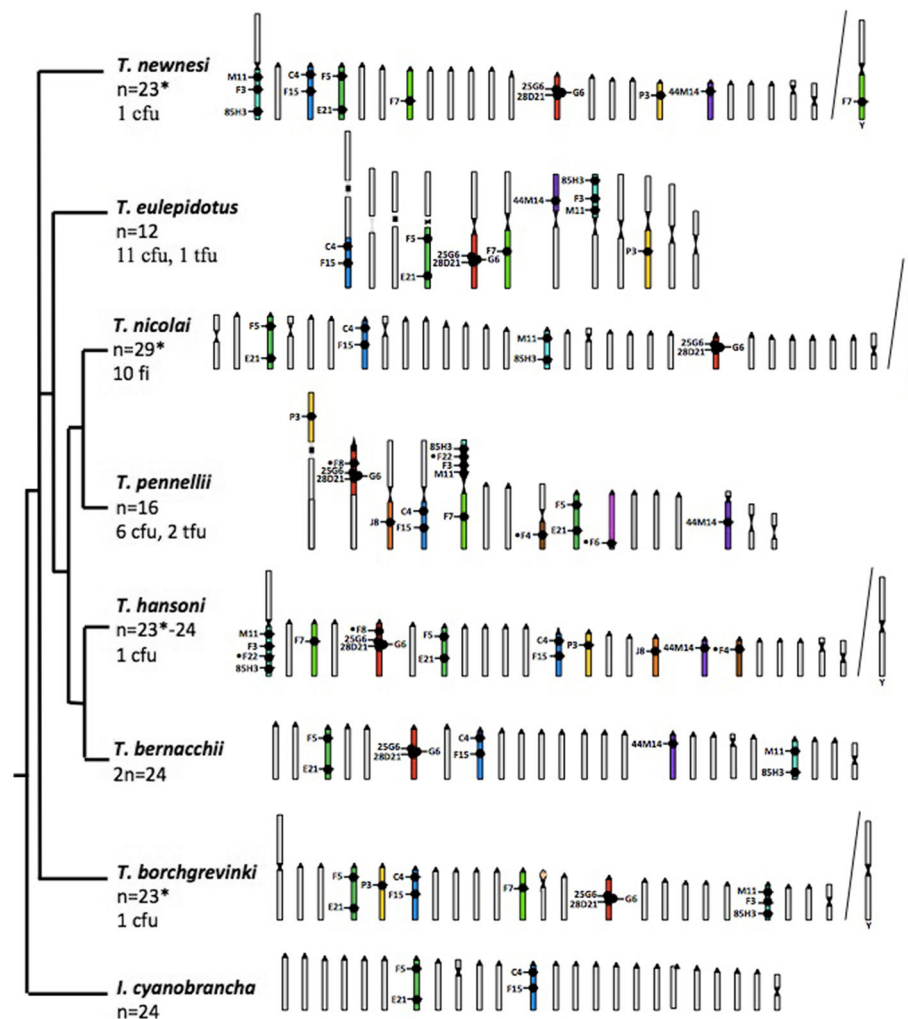 T. newnesi
n=23*
1 cfu
M11
F3
85H3
C4
F15
F5
E21
F7
25G6
28D21
G6
P3
44M14
F7
Y
T. eulepidotus
n=12
11 cfu, 1 tfu
C4
F15
F5
E21
25G6
28D21
G6
F7
44M14
85H3
F3
M11
P3
T. nicolai
n=29*
10 fi
F5
E21
C4
F15
M11
85H3
25G6
28D21
G6
T. pennellii
n=16
6 cfu, 2 tfu
P3
•F8
25G6
28D21
G6
J8
C4
F15
85H3
•F22
F3
M11
F7
•F4
F5
E21
•F6
44M14
T. hansoni
n=23*-24
1 cfu
M11
F3
•F22
85H3
F7
•F8
25G6
28D21
G6
F5
E21
C4
F15
P3
J8
44M14
•F4
Y
T. bernacchii
2n=24
F5
E21
25G6
28D21
G6
C4
F15
44M14
M11
85H3
T. borchgrevinki
n=23*
1 cfu
F5
E21
P3
C4
F15
F7
25G6
28D21
G6
M11
F3
85H3
Y
I. cyanobrancha
n=24
F5
E21
C4
F15